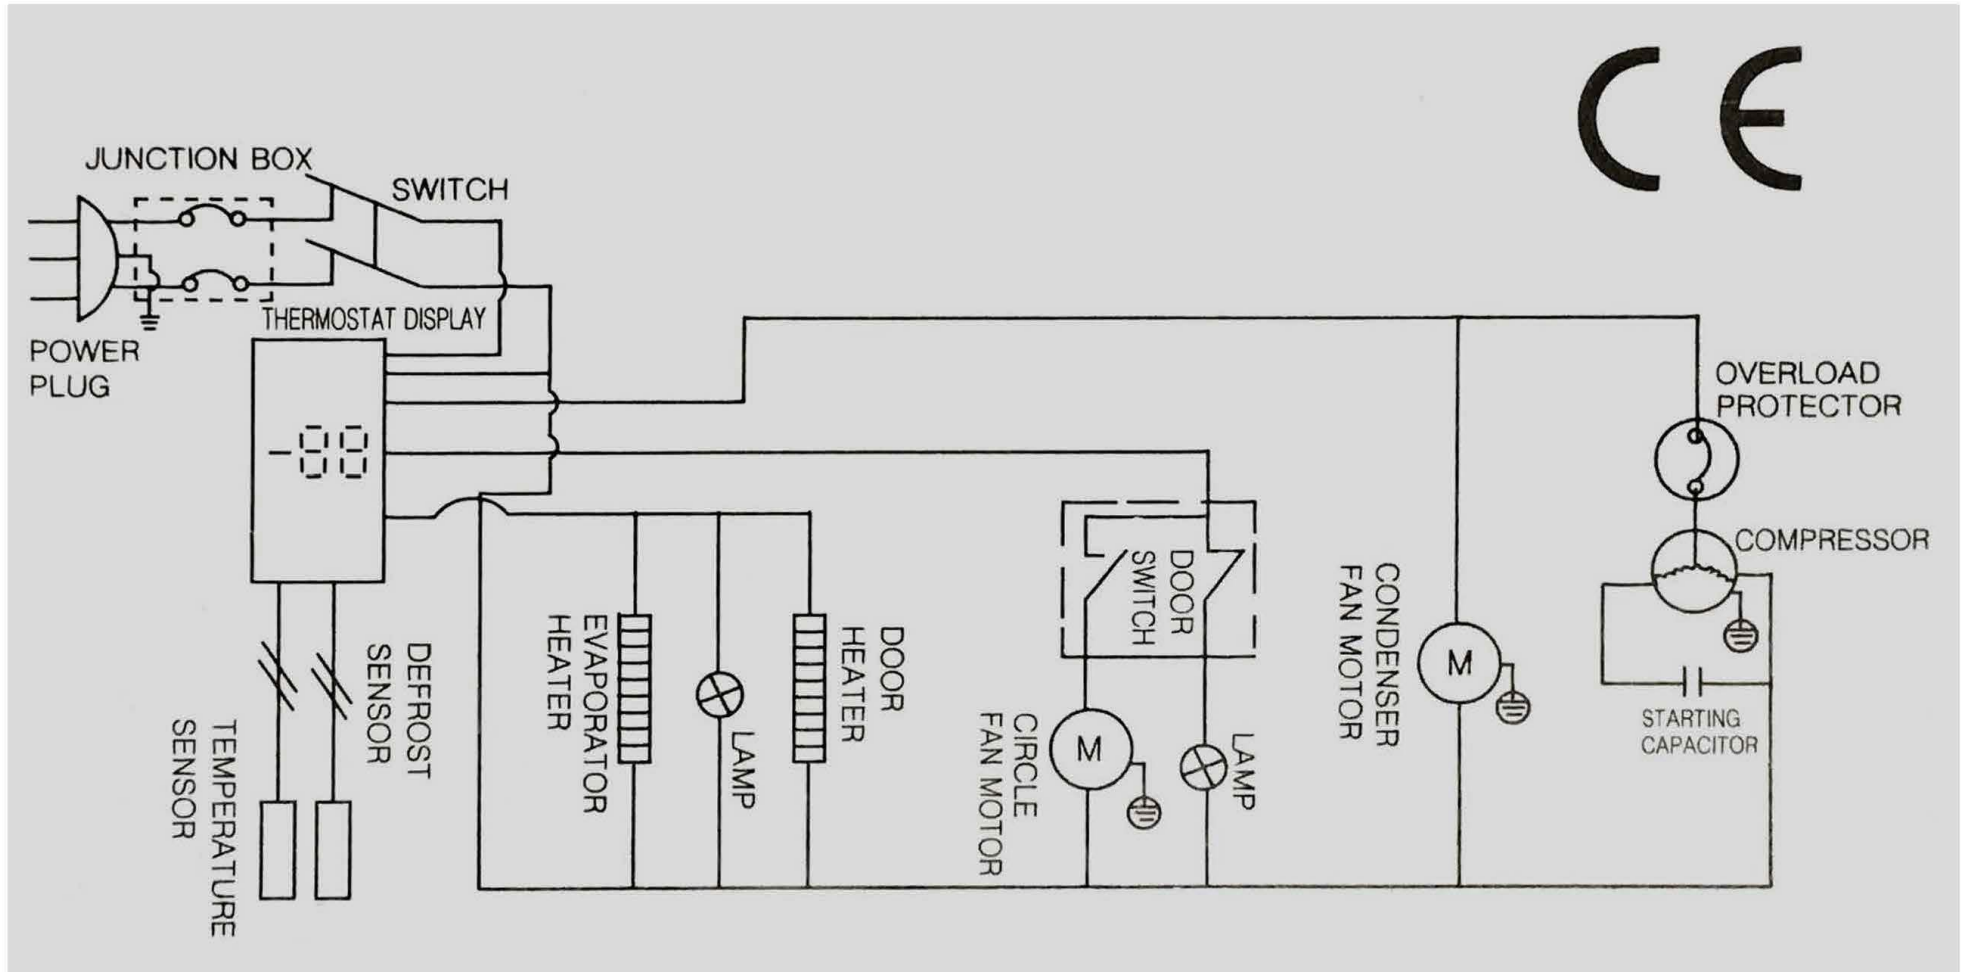 CE
JUNCTION BOX
SWITCH
POWER
PLUG
THERMOSTAT DISPLAY
-88
OVERLOAD
PROTECTOR
COMPRESSOR
STARTING
CAPACITOR
DOOR
SWITCH
CONDENSER
FAN MOTOR
M
DEFROST
SENSOR
TEMPERATURE
SENSOR
EVAPORATOR
HEATER
LAMP
DOOR
HEATER
CIRCLE
FAN MOTOR
M
LAMP